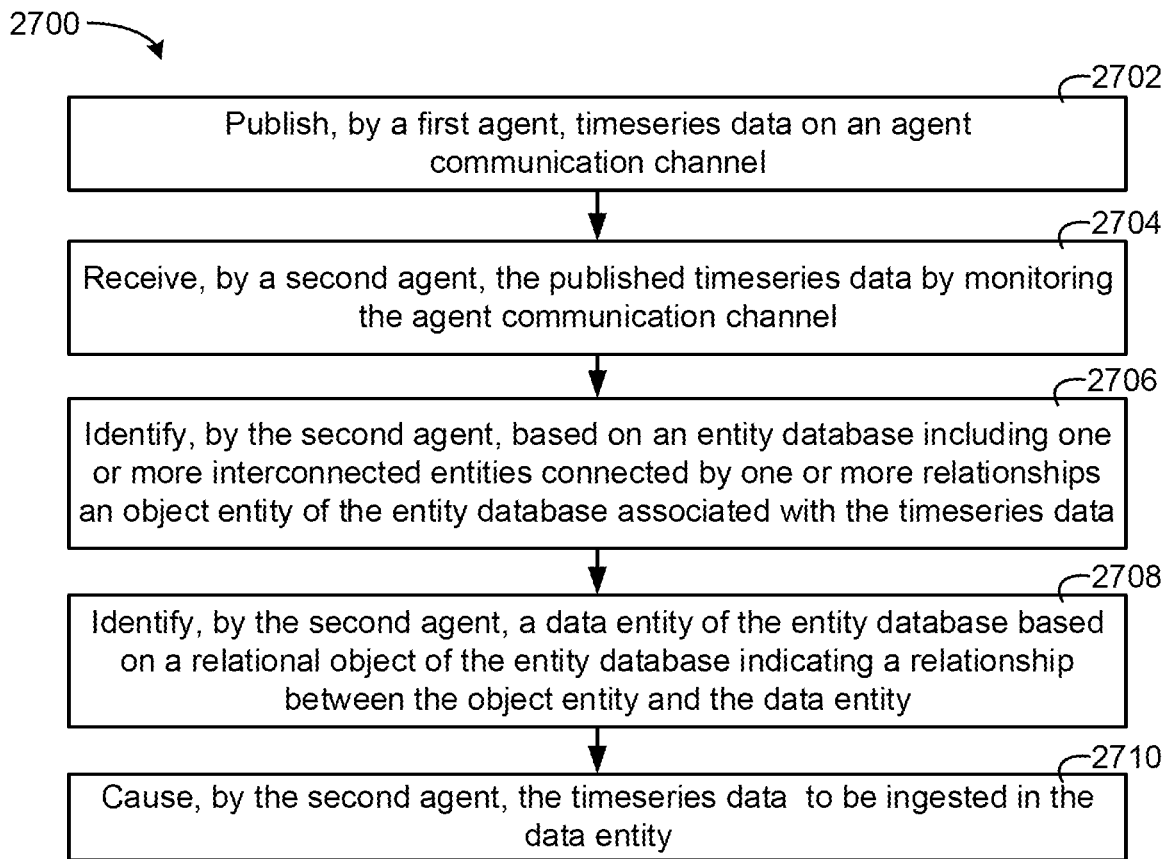 2700
2702
Publish, by a first agent, timeseries data on an agent
communication channel
2704
Receive, by a second agent, the published timeseries data by monitoring
the agent communication channel
2706
Identify, by the second agent, based on an entity database including one
or more interconnected entities connected by one or more relationships
an object entity of the entity database associated with the timeseries data
2708
Identify, by the second agent, a data entity of the entity database based
on a relational object of the entity database indicating a relationship
between the object entity and the data entity
2710
Cause, by the second agent, the timeseries data to be ingested in the
data entity